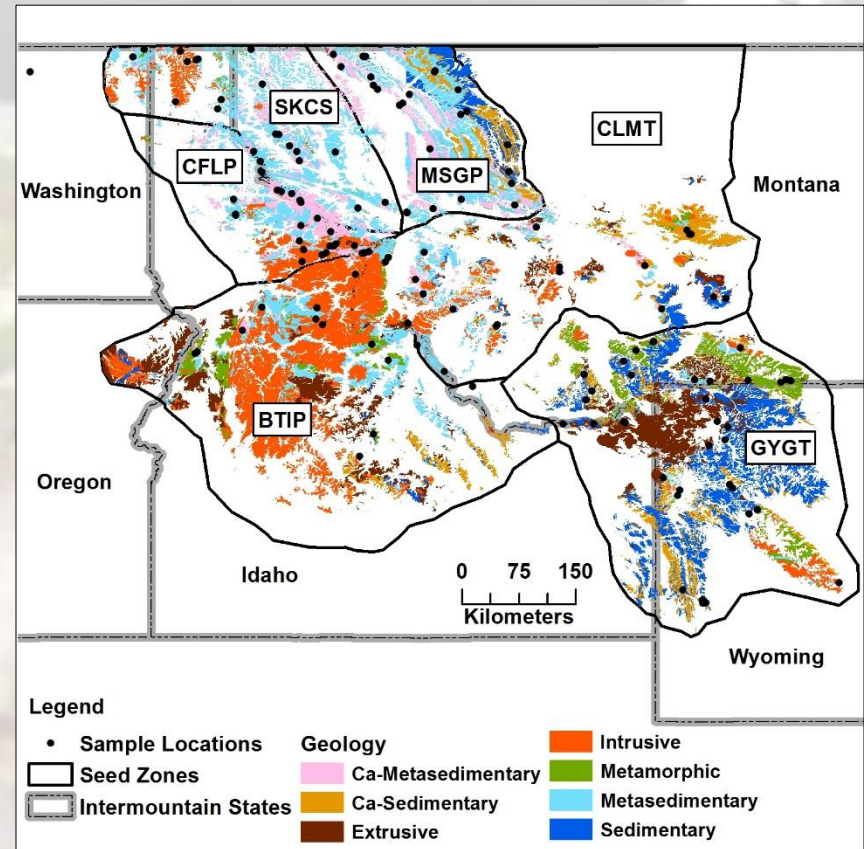 SKCS
CLMT
CFLP
MSGP
Washington
Montana
BTIP
GYGT
Oregon
Idaho
0 75 150
Kilometers
Wyoming
Legend
Sample Locations
Seed Zones
Intermountain States
Geology
Ca-Metasedimentary
Ca-Sedimentary
Extrusive
Intrusive
Metamorphic
Metasedimentary
Sedimentary